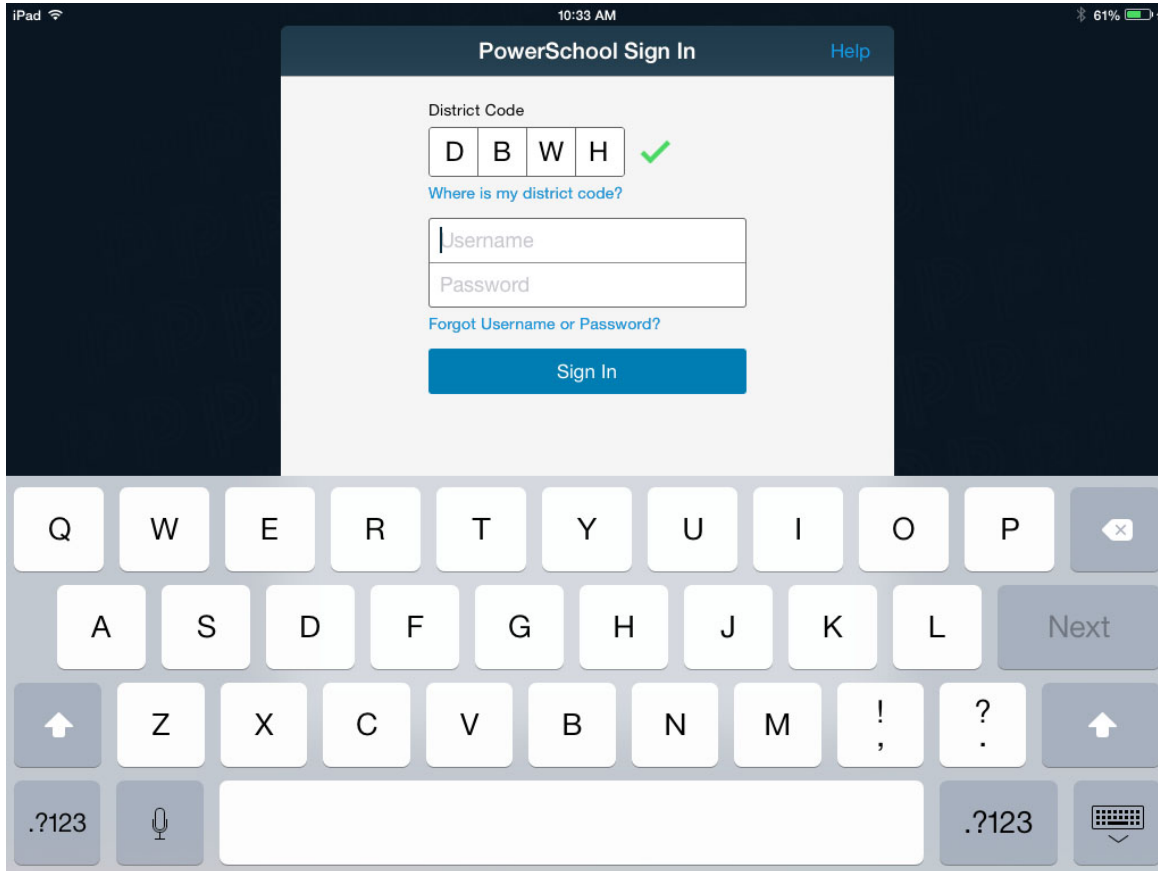 iPad 10:33 AM 61%
PowerSchool Sign In Help
District Code
D B W H
Where is my district code?
Username
Password
Forgot Username or Password?
Sign In
Q W E R T Y U I O P
A S D F G H J K L Next
Z X C V B N M ! , ? .
.?123 .?123